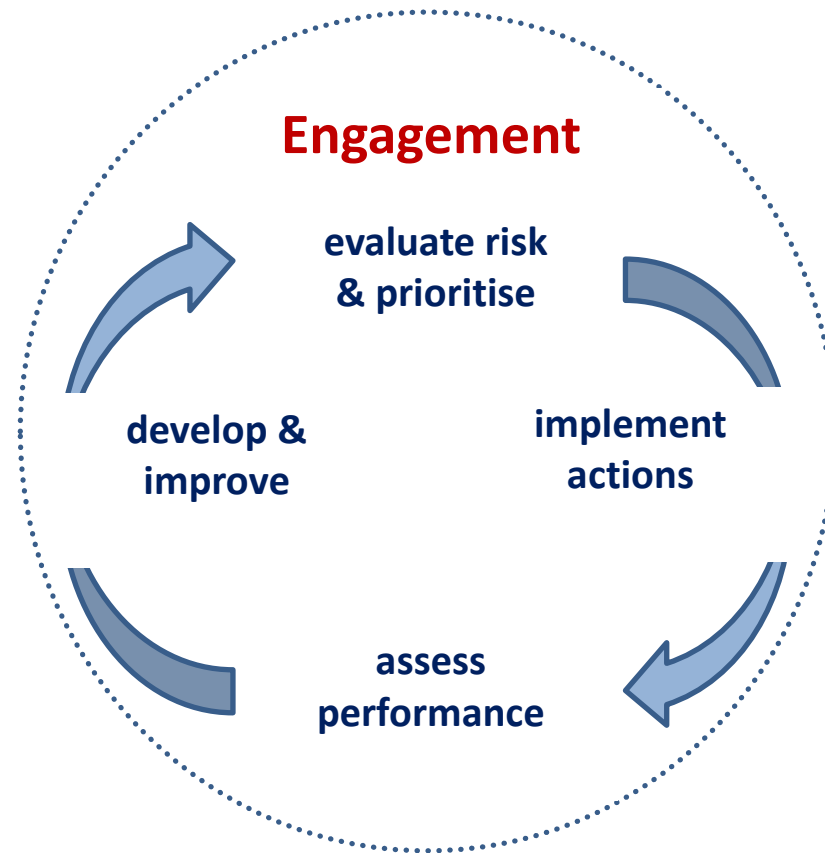 Engagement
evaluate risk
& prioritise
implement
actions
assess
performance
develop &
improve